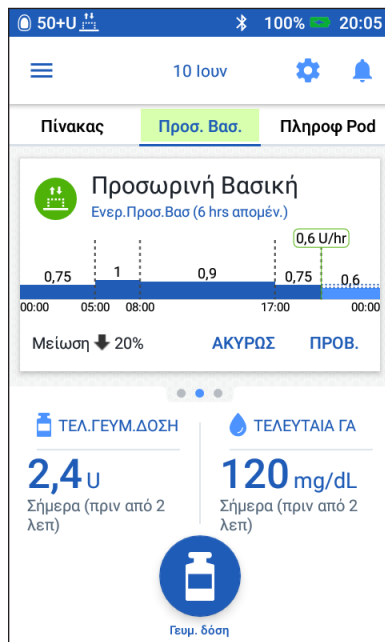 50+U 100% 20:05
10 Ιουν
Πίνακας Προσ. Βασ. Πληροφ Pod
Προσωρινή Βασική
Ενερ.Προσ.Βασ (6 hrs απομέν.)
0,6 U/hr
0,75 1 0,9 0,75 0,6
00:00 05:00 08:00 17:00 00:00
Μείωση 20% ΑΚΥΡΩΣ ΠΡΟΒ.
ΤΕΛ.ΓΕΥΜ.ΔΟΣΗ ΤΕΛΕΥΤΑΙΑ ΓΑ
2,4 U 120 mg/dL
Σήμερα (πριν από 2 Σήμερα (πριν από 2
λεπ) λεπ)
Γευμ. δόση